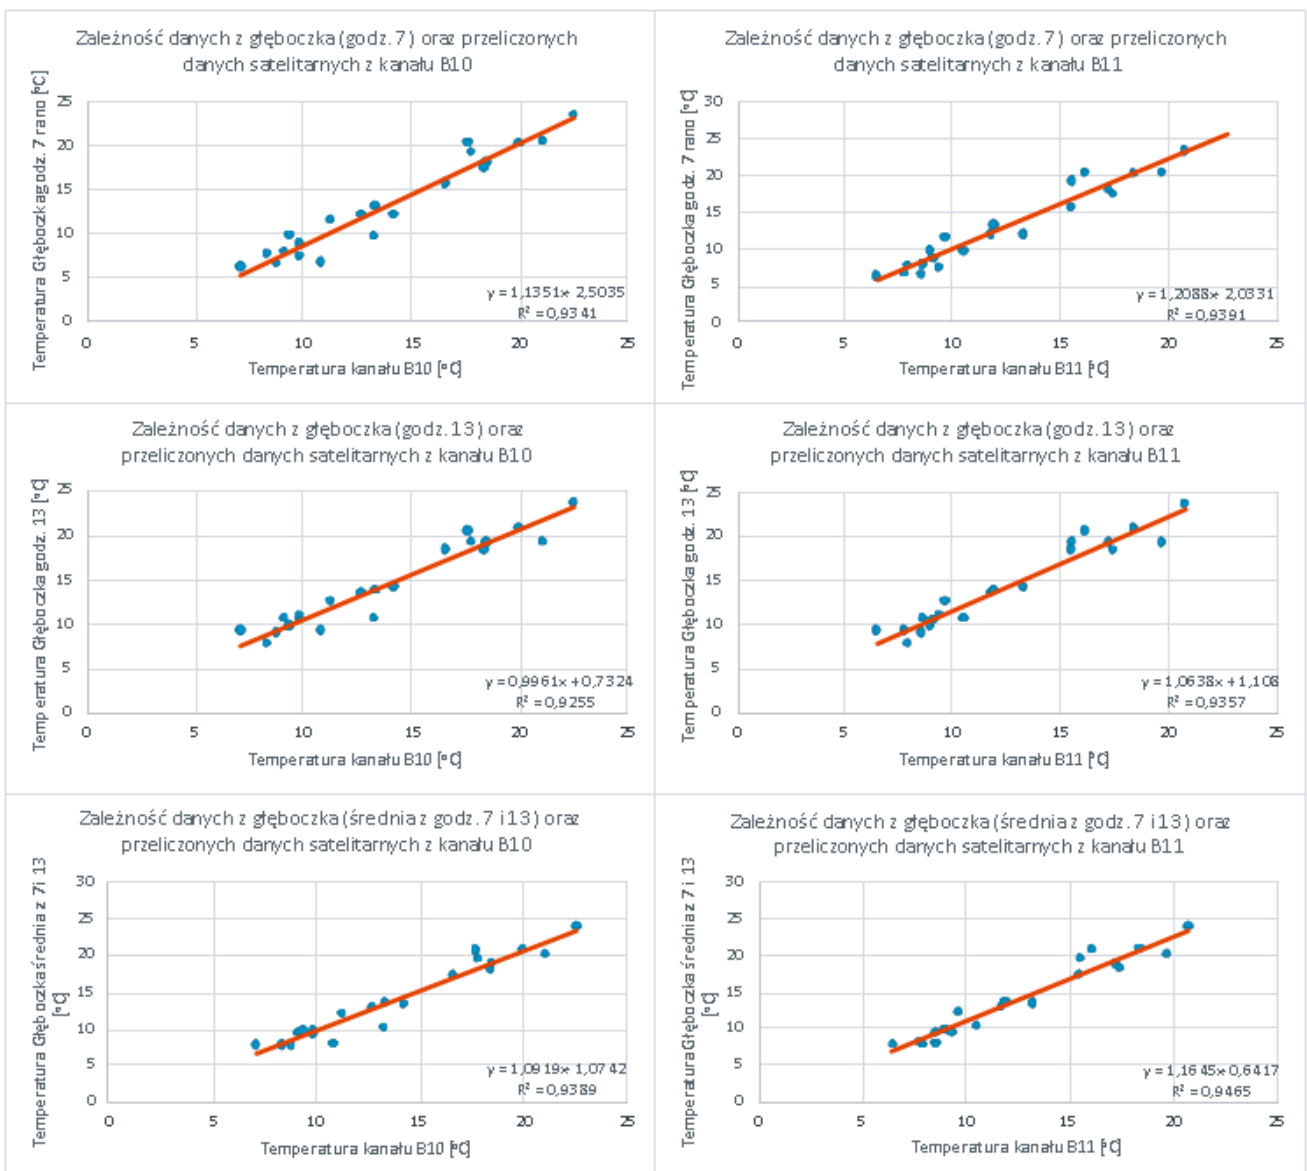 Zależność danych z głęboczka (godz. 7) oraz przeliczonych
danych satelitarnych z kanału B10
Temperatura Głęboczka godz. 7 rano [°C]
25
20
15
10
5
0
0 5 10 15 20 25
y = 1,1351x - 2,5035
R² = 0,9341
Temperatura kanału B10 [°C]
Zależność danych z głęboczka (godz. 7) oraz przeliczonych
danych satelitarnych z kanału B11
Temperatura Głęboczka godz. 7 rano [°C]
30
25
20
15
10
5
0
0 5 10 15 20 25
y = 1,2088x - 2,0331
R² = 0,9391
Temperatura kanału B11 [°C]
Zależność danych z głęboczka (godz. 13) oraz
przeliczonych danych satelitarnych z kanału B10
Temperatura Głęboczka godz. 13 [°C]
25
20
15
10
5
0
0 5 10 15 20 25
y = 0,9961x + 0,7324
R² = 0,9255
Temperatura kanału B10 [°C]
Zależność danych z głęboczka (godz. 13) oraz
przeliczonych danych satelitarnych z kanału B11
Temperatura Głęboczka godz. 13 [°C]
25
20
15
10
5
0
0 5 10 15 20 25
y = 1,0638x + 1,108
R² = 0,9357
Temperatura kanału B11 [°C]
Zależność danych z głęboczka (średnia z godz. 7 i 13) oraz
przeliczonych danych satelitarnych z kanału B10
Temperatura Głęboczka średnia z 7 i 13
[°C]
30
25
20
15
10
5
0
0 5 10 15 20 25
y = 1,0919x - 1,0742
R² = 0,9389
Temperatura kanału B10 [°C]
Zależność danych z głęboczka (średnia z godz. 7 i 13) oraz
przeliczonych danych satelitarnych z kanału B11
Temperatura Głęboczka średnia z 7 i 13
[°C]
30
25
20
15
10
5
0
0 5 10 15 20 25
y = 1,1645x - 0,6417
R² = 0,9465
Temperatura kanału B11 [°C]